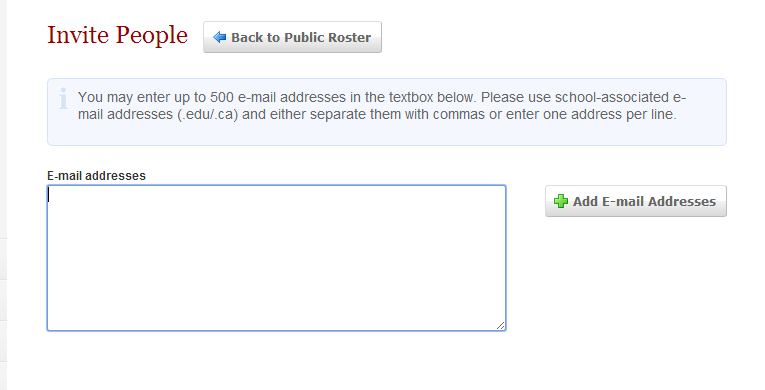 Invite People
Back to Public Roster
You may enter up to 500 e-mail addresses in the textbox below. Please use school-associated e-
mail addresses (.edu/.ca) and either separate them with commas or enter one address per line.
E-mail addresses
Add E-mail Addresses